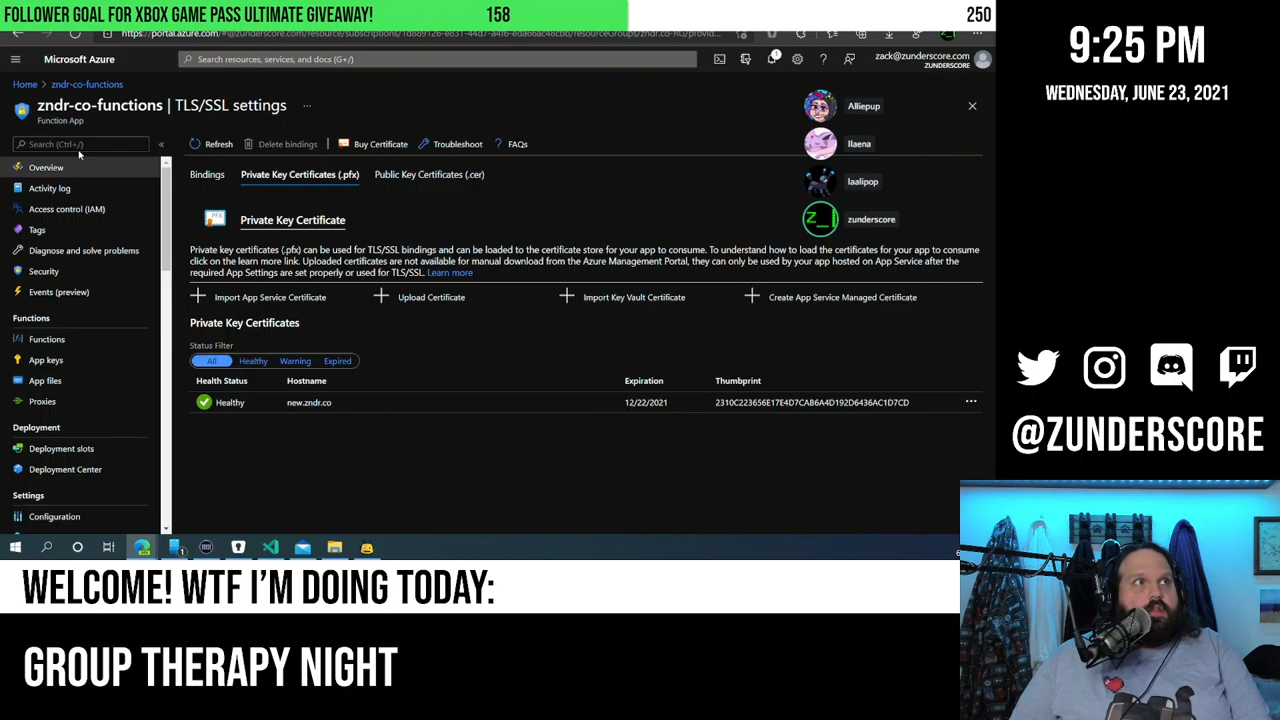 FOLLOWER GOAL FOR XBOX GAME PASS ULTIMATE GIVEAWAY!
158
250
Microsoft Azure
Search resources, services, and docs (G+/)
1
zack@zunderscore.com
ZUNDERSCORE
Home > zndr-co-functions
zndr-co-functions | TLS/SSL settings ...
Function App
Search (Ctrl+/)
«
Refresh
Delete bindings
Buy Certificate
Troubleshoot
? FAQs
Overview
Activity log
Access control (IAM)
Tags
Diagnose and solve problems
Security
Events (preview)
Functions
Functions
App keys
App files
Proxies
Deployment
Deployment slots
Deployment Center
Settings
Configuration
Bindings
Private Key Certificates (.pfx)
Public Key Certificates (.cer)
PFX
Private Key Certificate
Private key certificates (.pfx) can be used for TLS/SSL bindings and can be loaded to the certificate store for your app to consume. To understand how to load the certificates for your app to consume
click on the learn more link. Uploaded certificates are not available for manual download from the Azure Management Portal, they can only be used by your app hosted on App Service after the
required App Settings are set properly or used for TLS/SSL. Learn more
Import App Service Certificate
Upload Certificate
Import Key Vault Certificate
Create App Service Managed Certificate
Private Key Certificates
Status Filter
All Healthy Warning Expired
Health Status Hostname Expiration Thumbprint
Healthy new.zndr.co 12/22/2021 2310C223656E17E4D7CAB6A4D192D6436AC1D7CD ...
Alliepup
Ilaena
laalipop
Z_
zunderscore
9:25 PM
WEDNESDAY, JUNE 23, 2021
@ZUNDERSCORE
WELCOME! WTF I'M DOING TODAY:
GROUP THERAPY NIGHT